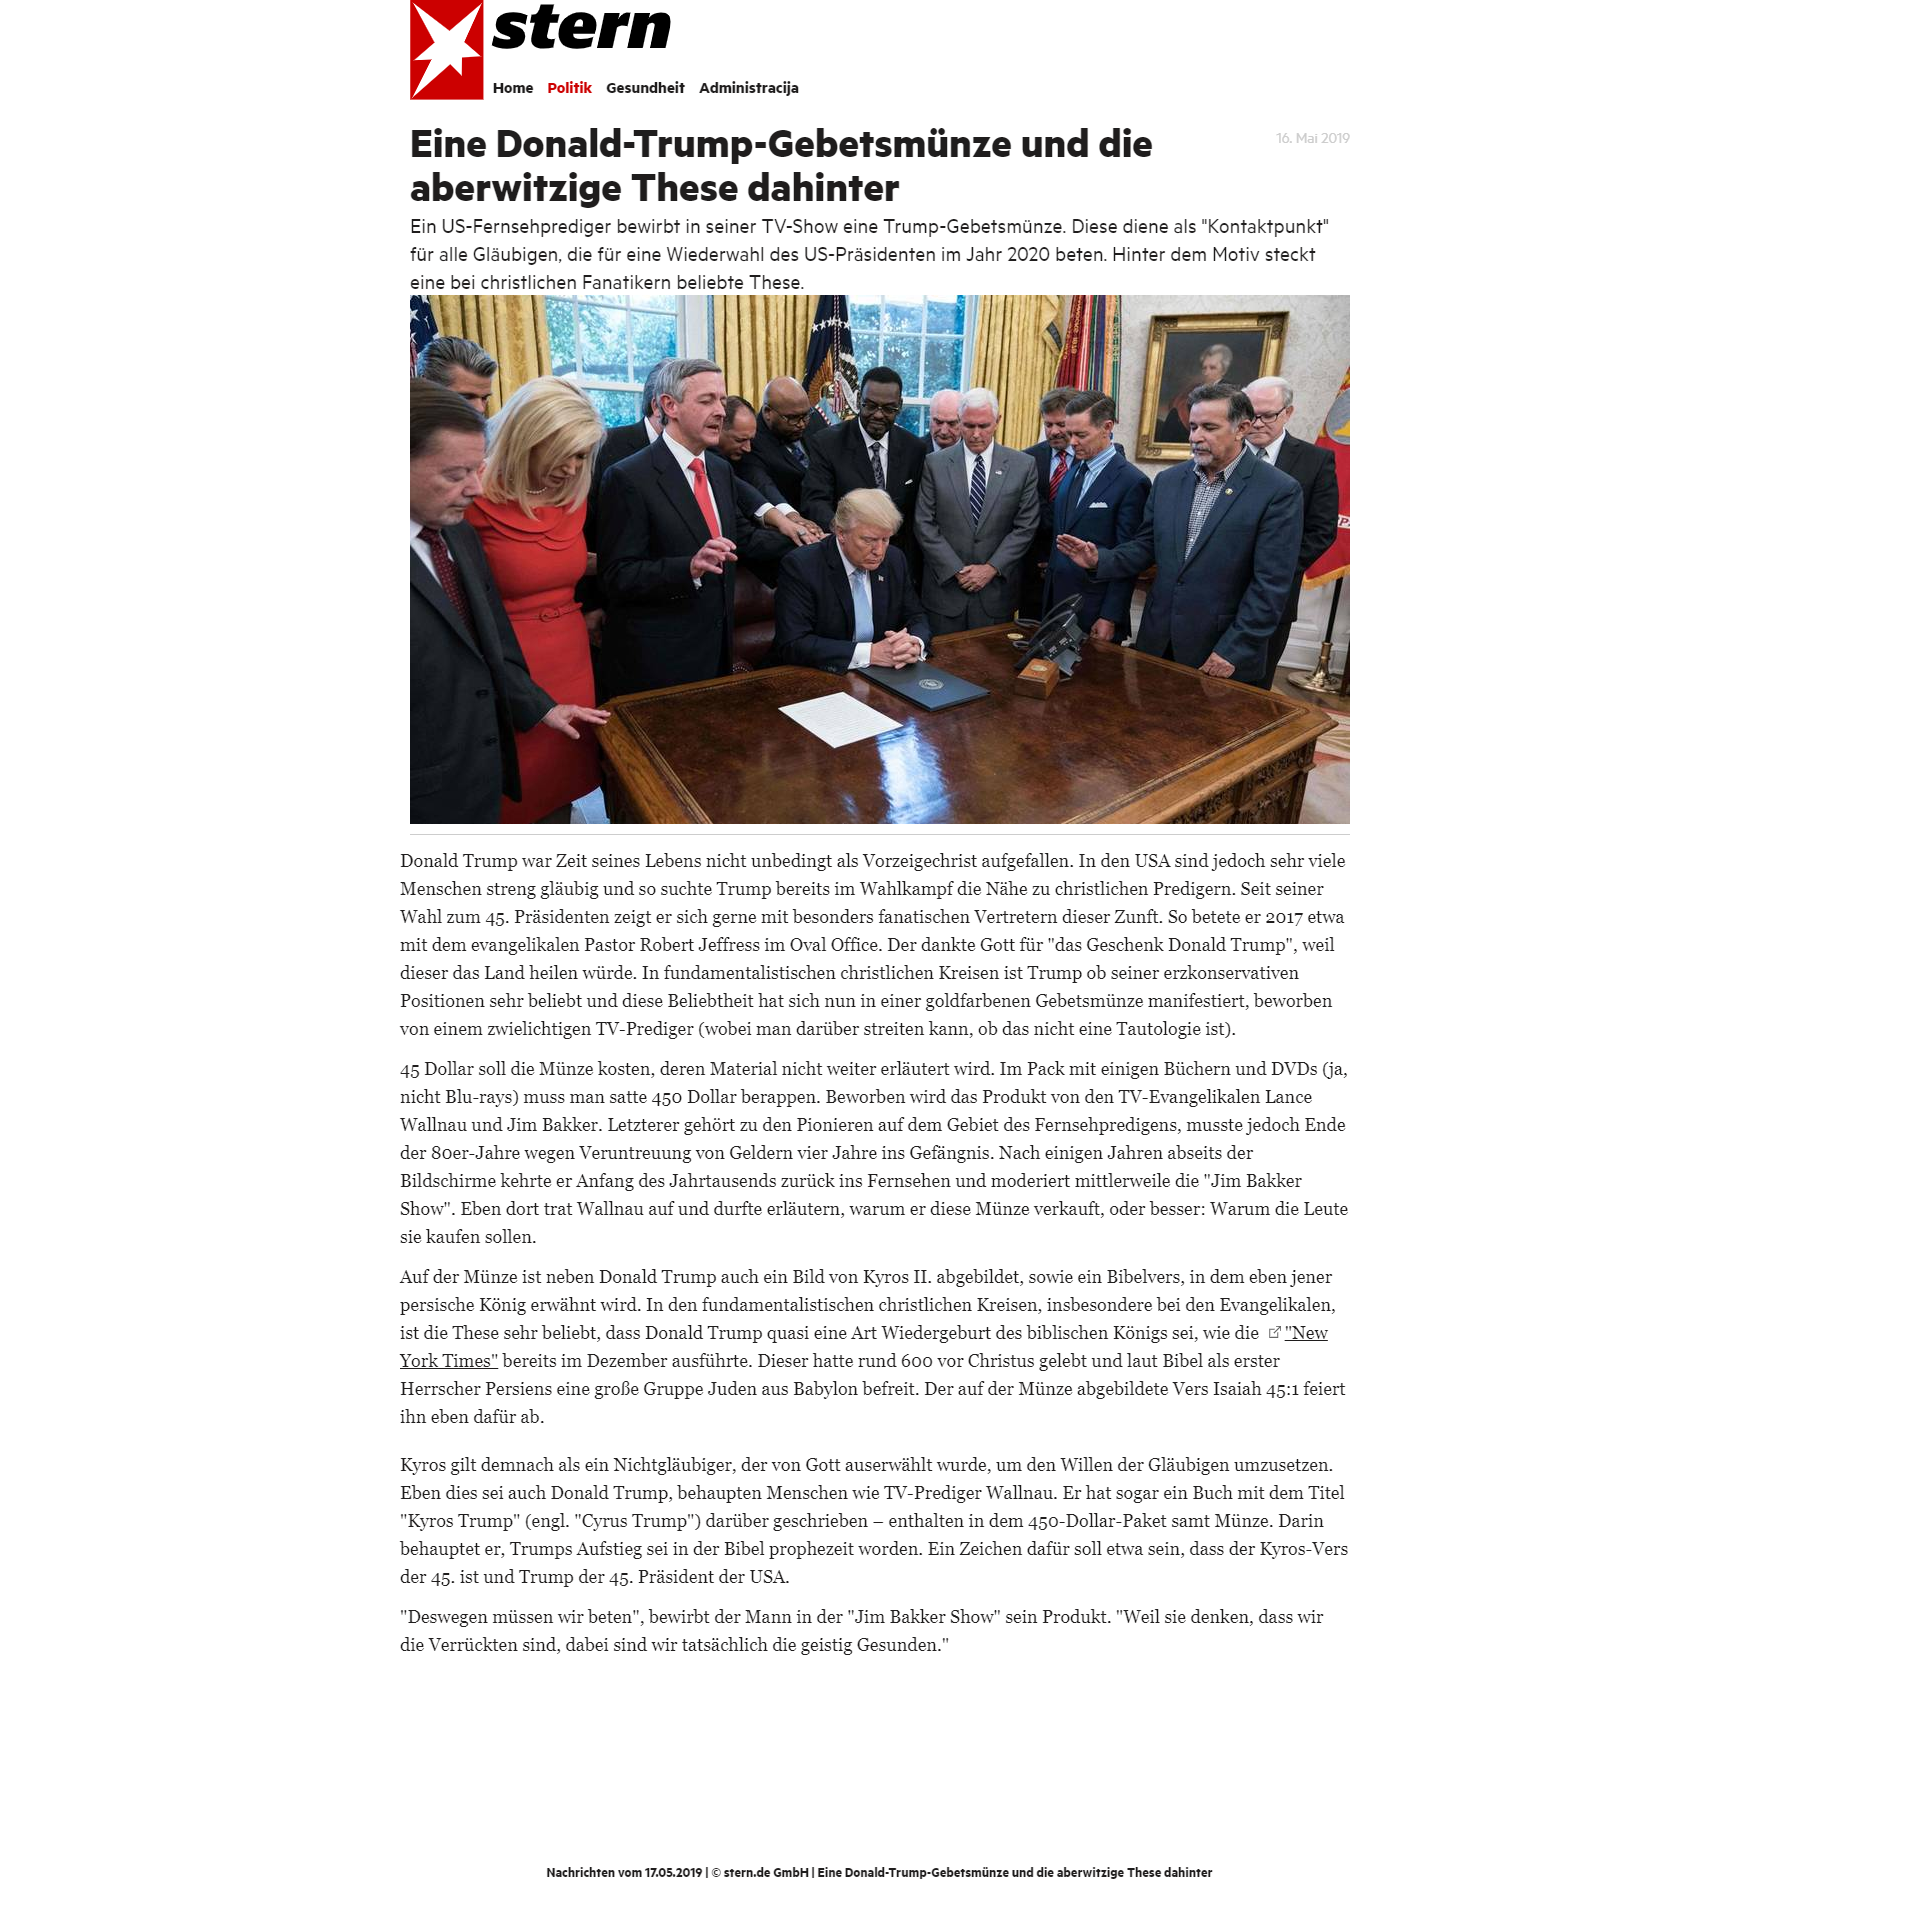 stern
Home Politik Gesundheit Administracija
Eine Donald-Trump-Gebetsmünze und die
aberwitzige These dahinter
16. Mai 2019
Ein US-Fernsehprediger bewirbt in seiner TV-Show eine Trump-Gebetsmünze. Diese diene als "Kontaktpunkt"
für alle Gläubigen, die für eine Wiederwahl des US-Präsidenten im Jahr 2020 beten. Hinter dem Motiv steckt
eine bei christlichen Fanatikern beliebte These.
Donald Trump war Zeit seines Lebens nicht unbedingt als Vorzeigechrist aufgefallen. In den USA sind jedoch sehr viele
Menschen streng gläubig und so suchte Trump bereits im Wahlkampf die Nähe zu christlichen Predigern. Seit seiner
Wahl zum 45. Präsidenten zeigt er sich gerne mit besonders fanatischen Vertretern dieser Zunft. So betete er 2017 etwa
mit dem evangelikalen Pastor Robert Jeffress im Oval Office. Der dankte Gott für "das Geschenk Donald Trump", weil
dieser das Land heilen würde. In fundamentalistischen christlichen Kreisen ist Trump ob seiner erzkonservativen
Positionen sehr beliebt und diese Beliebtheit hat sich nun in einer goldfarbenen Gebetsmünze manifestiert, beworben
von einem zwielichtigen TV-Prediger (wobei man darüber streiten kann, ob das nicht eine Tautologie ist).
45 Dollar soll die Münze kosten, deren Material nicht weiter erläutert wird. Im Pack mit einigen Büchern und DVDs (ja,
nicht Blu-rays) muss man satte 450 Dollar berappen. Beworben wird das Produkt von den TV-Evangelikalen Lance
Wallnau und Jim Bakker. Letzterer gehört zu den Pionieren auf dem Gebiet des Fernsehpredigens, musste jedoch Ende
der 80er-Jahre wegen Veruntreuung von Geldern vier Jahre ins Gefängnis. Nach einigen Jahren abseits der
Bildschirme kehrte er Anfang des Jahrtausends zurück ins Fernsehen und moderiert mittlerweile die "Jim Bakker
Show". Eben dort trat Wallnau auf und durfte erläutern, warum er diese Münze verkauft, oder besser: Warum die Leute
sie kaufen sollen.
Auf der Münze ist neben Donald Trump auch ein Bild von Kyros II. abgebildet, sowie ein Bibelvers, in dem eben jener
persische König erwähnt wird. In den fundamentalistischen christlichen Kreisen, insbesondere bei den Evangelikalen,
ist die These sehr beliebt, dass Donald Trump quasi eine Art Wiedergeburt des biblischen Königs sei, wie die "New
York Times" bereits im Dezember ausführte. Dieser hatte rund 600 vor Christus gelebt und laut Bibel als erster
Herrscher Persiens eine große Gruppe Juden aus Babylon befreit. Der auf der Münze abgebildete Vers Isaiah 45:1 feiert
ihn eben dafür ab.
Kyros gilt demnach als ein Nichtgläubiger, der von Gott auserwählt wurde, um den Willen der Gläubigen umzusetzen.
Eben dies sei auch Donald Trump, behaupten Menschen wie TV-Prediger Wallnau. Er hat sogar ein Buch mit dem Titel
"Kyros Trump" (engl. "Cyrus Trump") darüber geschrieben – enthalten in dem 450-Dollar-Paket samt Münze. Darin
behauptet er, Trumps Aufstieg sei in der Bibel prophezeit worden. Ein Zeichen dafür soll etwa sein, dass der Kyros-Vers
der 45. ist und Trump der 45. Präsident der USA.
"Deswegen müssen wir beten", bewirbt der Mann in der "Jim Bakker Show" sein Produkt. "Weil sie denken, dass wir
die Verrückten sind, dabei sind wir tatsächlich die geistig Gesunden."
Nachrichten vom 17.05.2019 | © stern.de GmbH | Eine Donald-Trump-Gebetsmünze und die aberwitzige These dahinter